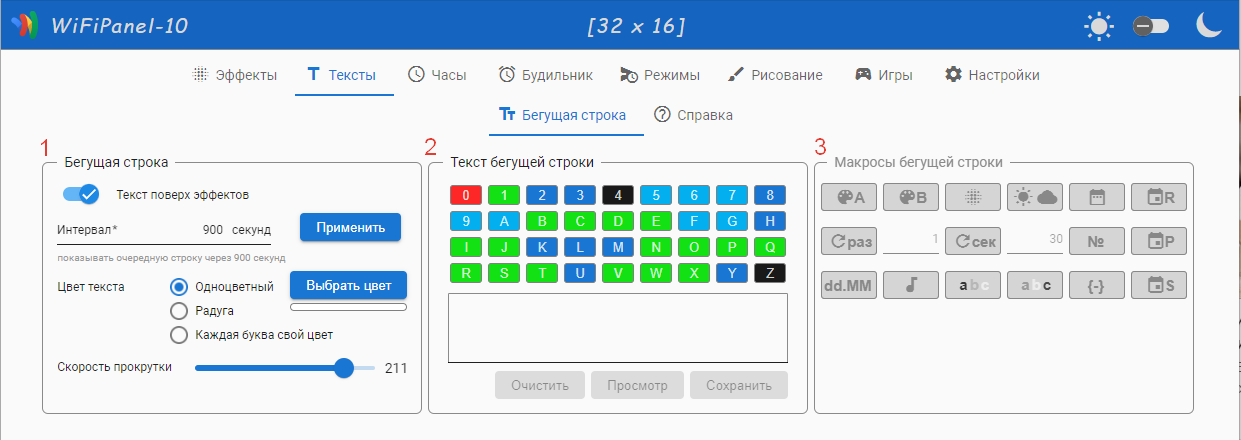 WiFiPanel-10 [32 x 16]
Эффекты Тексты Часы Будильник Режимы Рисование Игры Настройки
Бегущая строка Справка
1 2 3
Бегущая строка Текст бегущей строки Макросы бегущей строки
Текст поверх эффектов
Интервал* 900 секунд
Применить
показывать очередную строку через 900 секунд
Цвет текста
Одноцветный
Выбрать цвет
Радуга
Каждая буква свой цвет
Скорость прокрутки 211
0 1 2 3 4 5 6 7 8
9 A B C D E F G H
I J K L M N O P Q
R S T U V W X Y Z
Очистить Просмотр Сохранить
A B R
раз 1 сек 30 № P
dd.MM abc abc {-} S